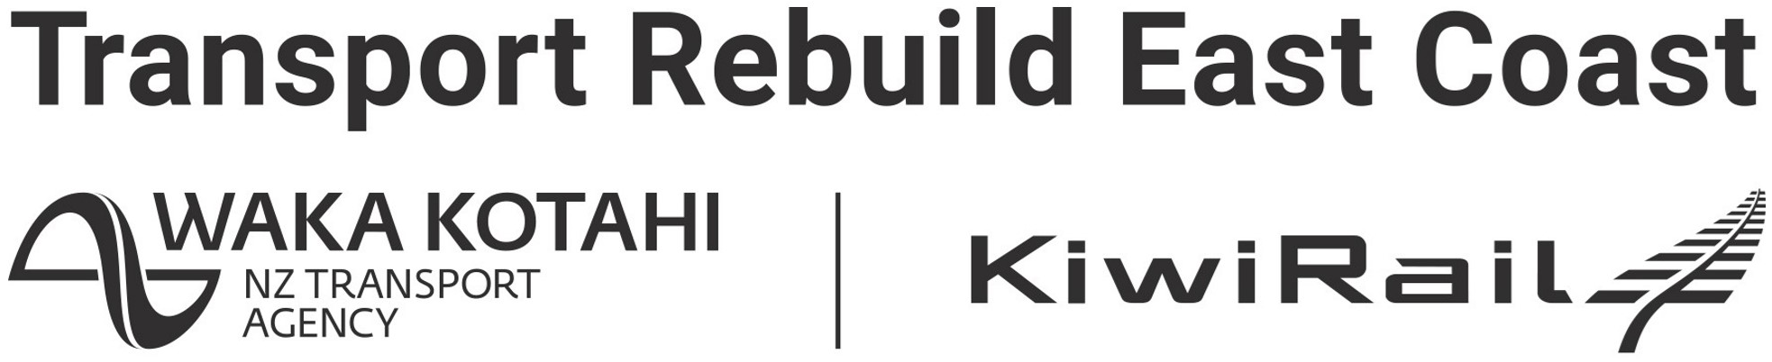 Transport Rebuild East Coast
WAKA KOTAHI
NZ TRANSPORT
AGENCY
KiwiRail